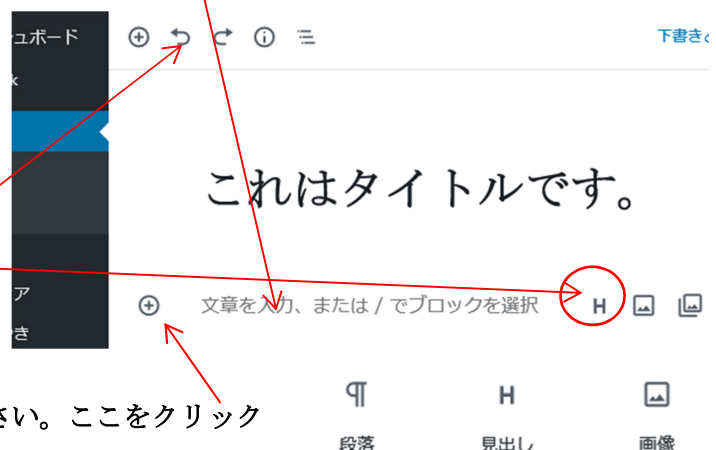 ュボード
k
下書き
これはタイトルです。
ア
き
文章を入力、または / でブロックを選択
H
さい。ここをクリック
H
段落
見出し
画像